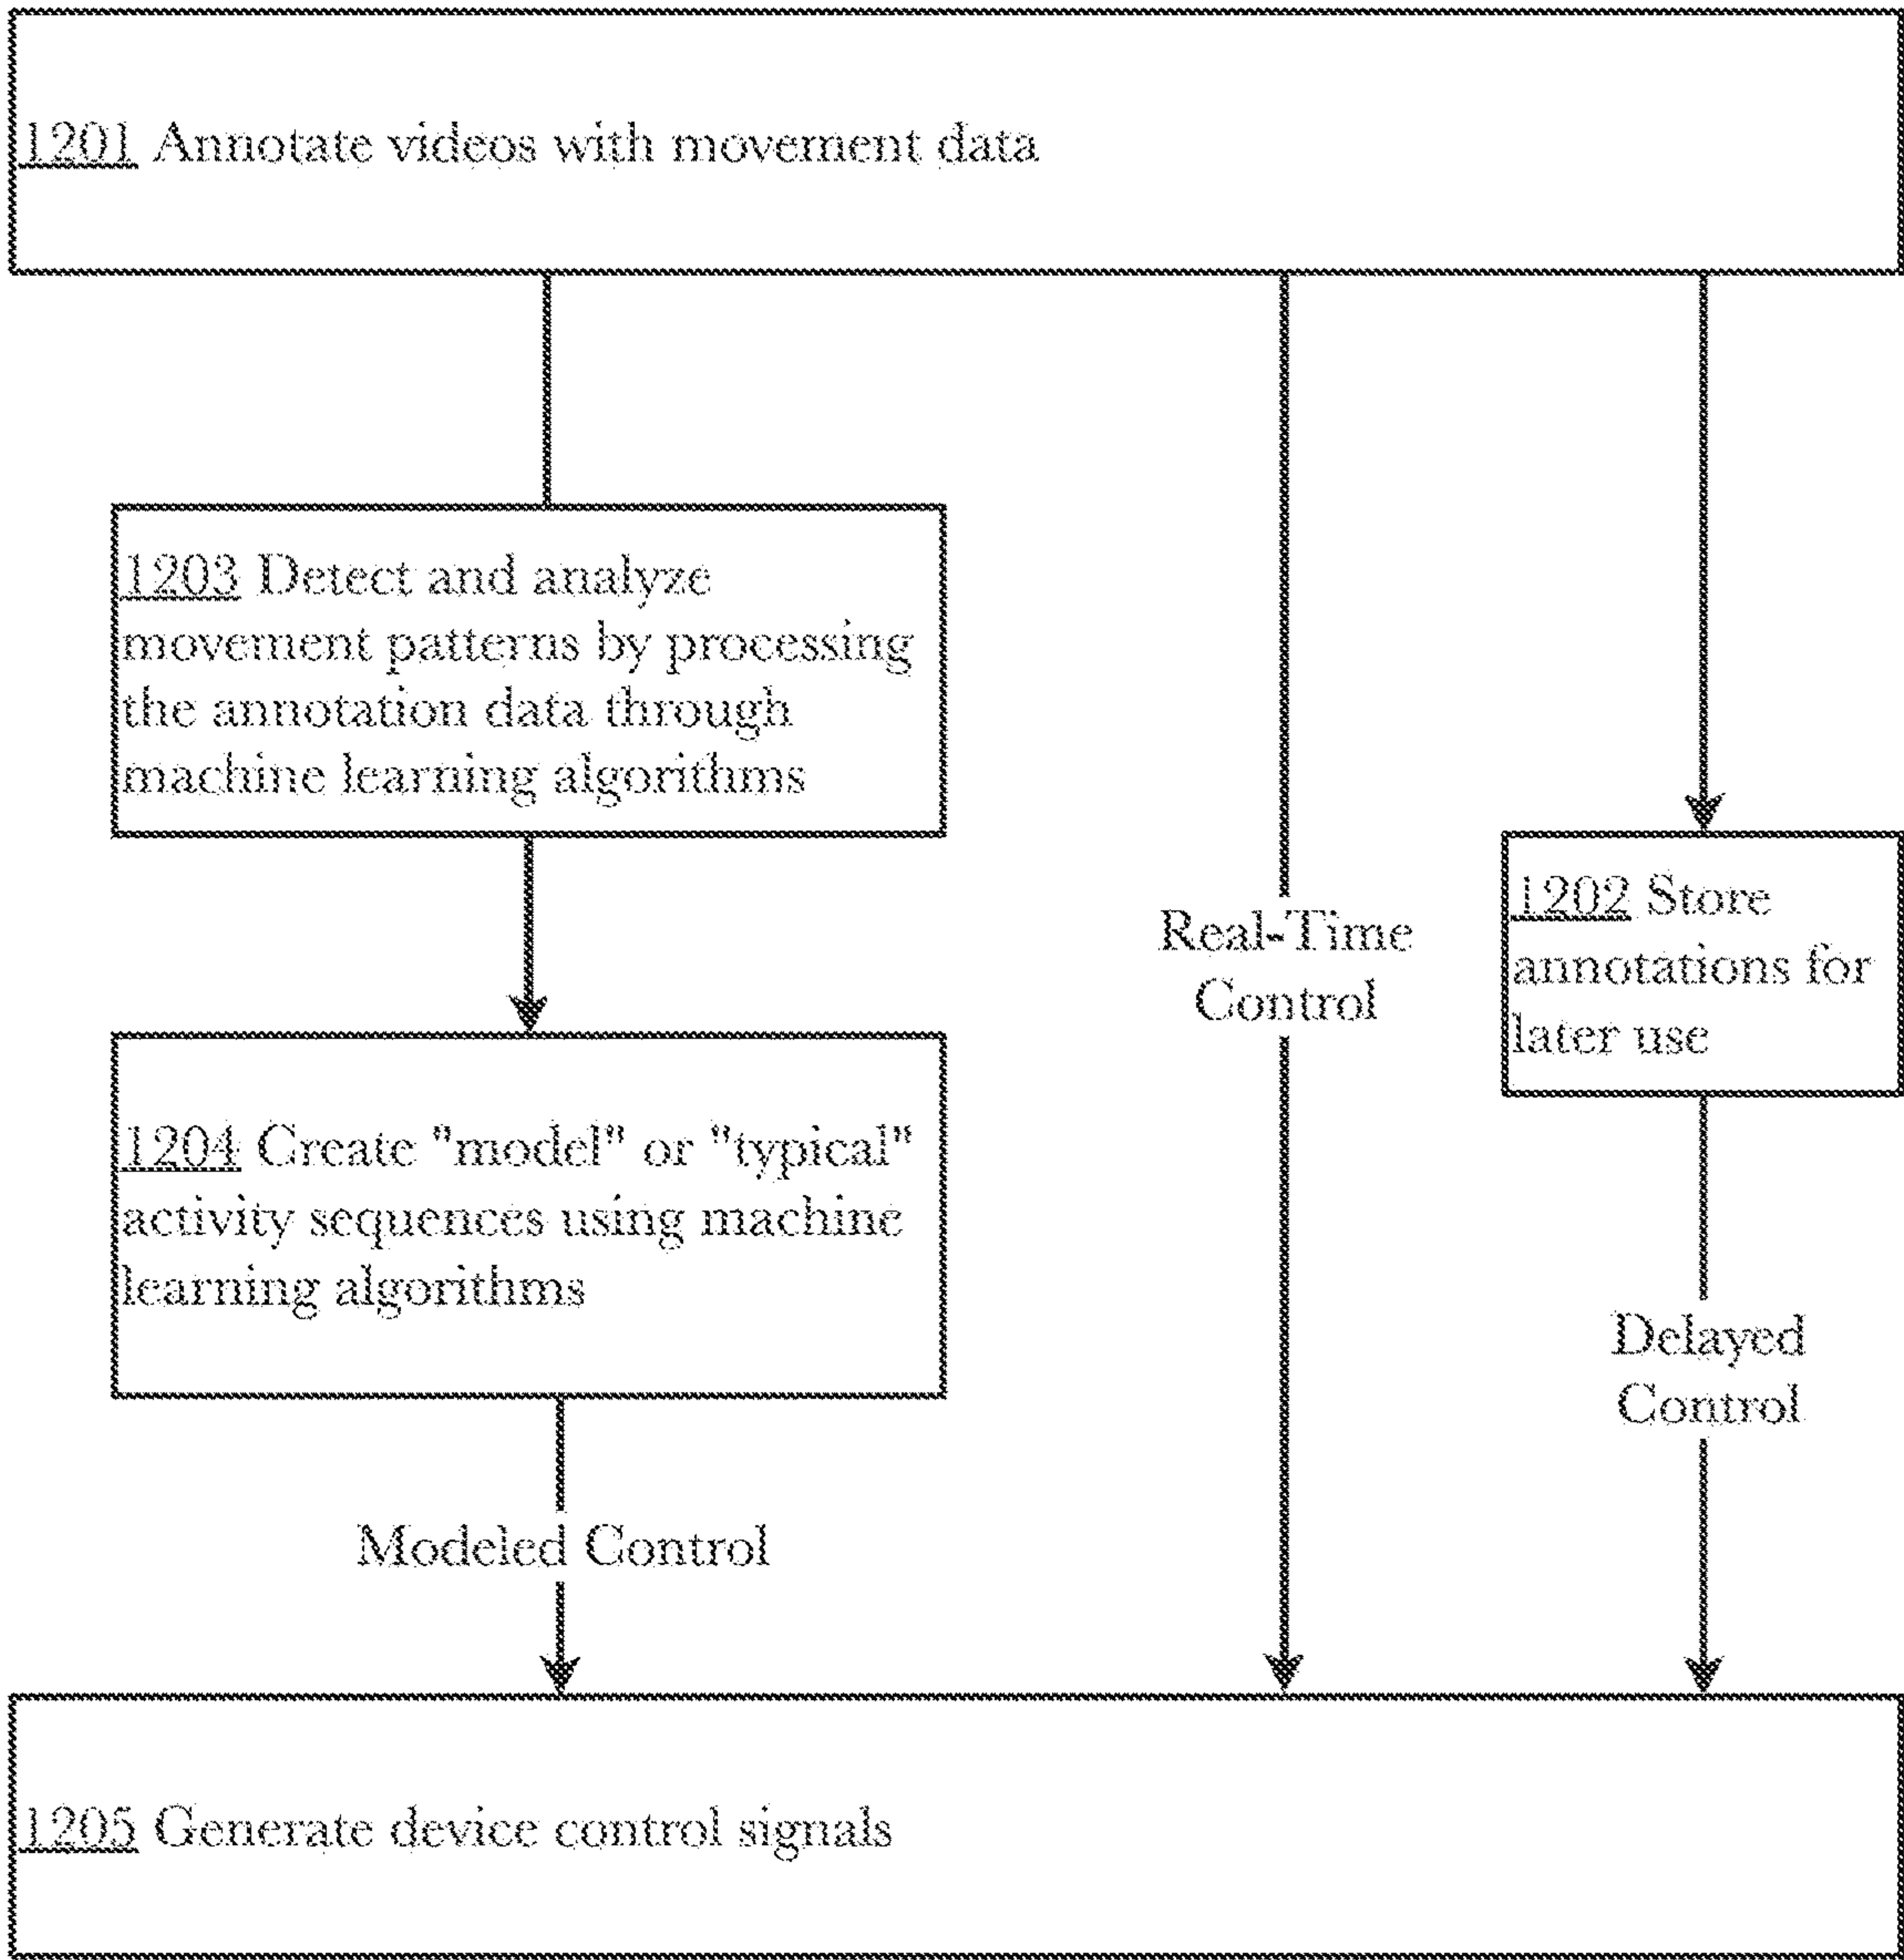 1201 Annotate videos with movement data
1203 Detect and analyze
movement patterns by processing
the annotation data through
machine learning algorithms
Real-Time
Control
1202 Store
annotations for
later use
1204 Create "model" or "typical"
activity sequences using machine
learning algorithms
Delayed
Control
Modeled Control
1205 Generate device control signals